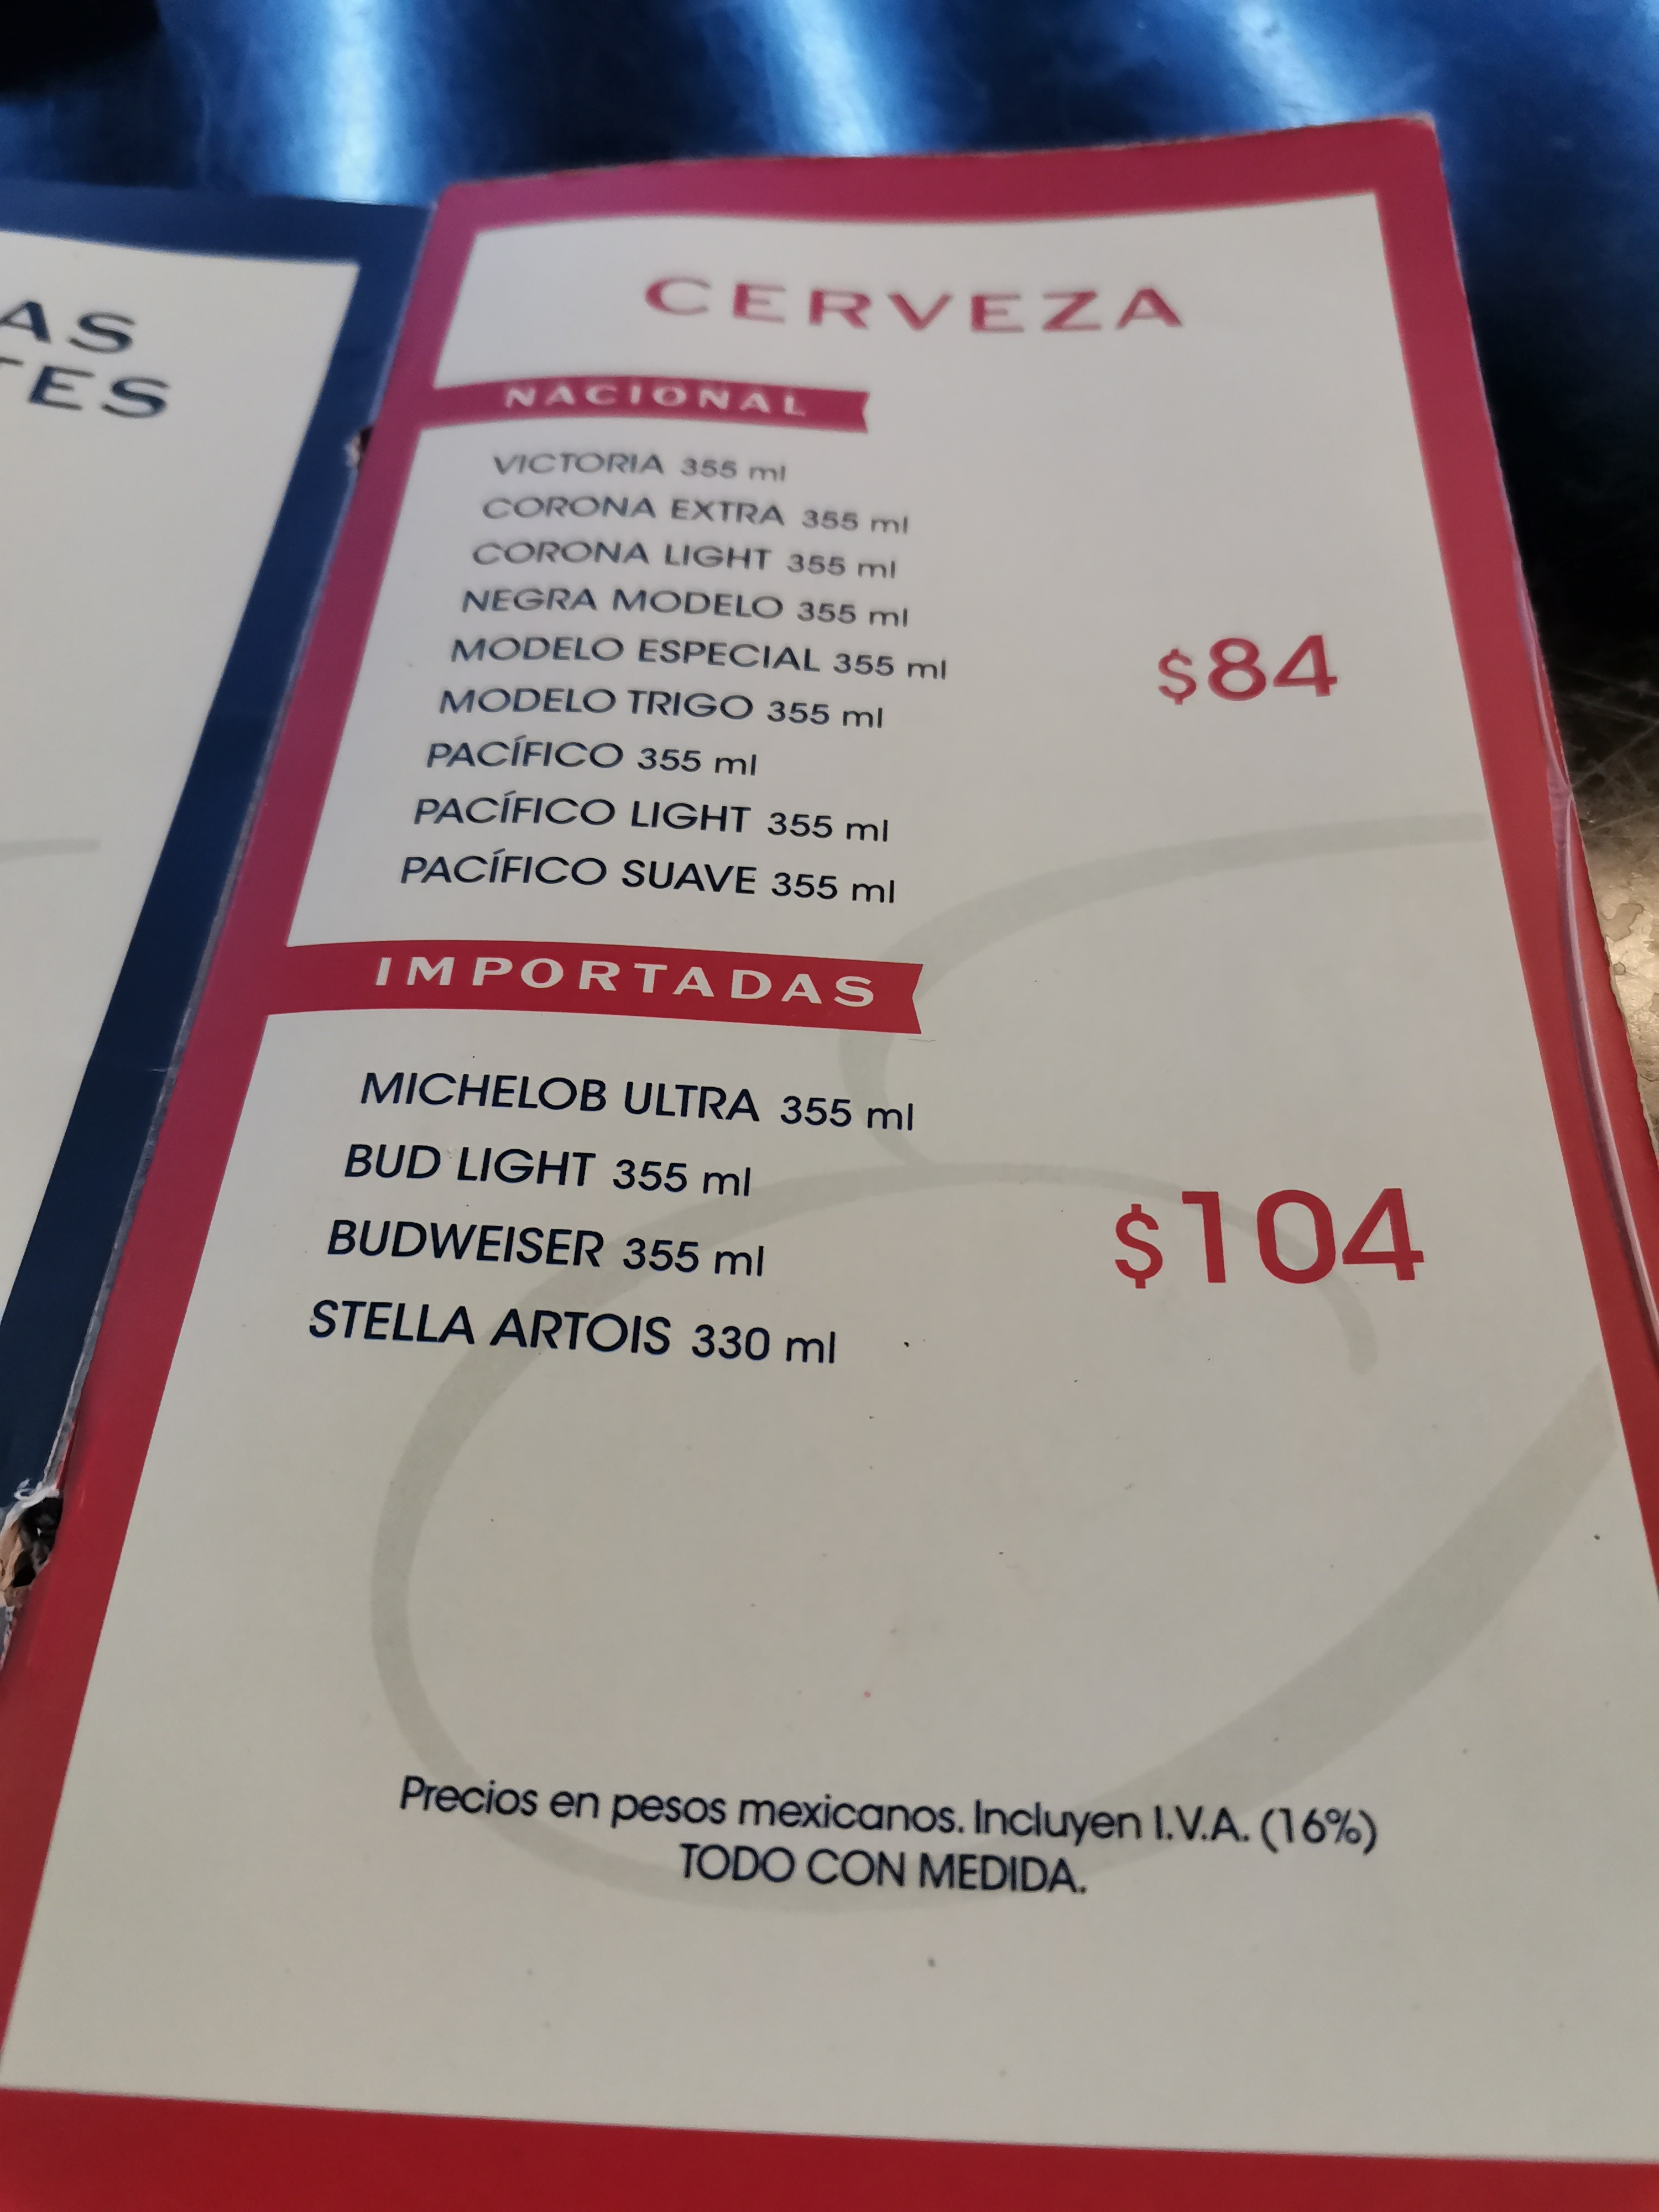 AS
TES
CERVEZA
NACIONAL
VICTORIA 355 ml
CORONA EXTRA 355 ml
CORONA LIGHT 355 ml
NEGRA MODELO 355 ml
MODELO ESPECIAL 355 ml
$84
MODELO TRIGO 355 ml
PACÍFICO 355 ml
PACÍFICO LIGHT 355 ml
PACÍFICO SUAVE 355 ml
IMPORTADAS
MICHELOB ULTRA 355 ml
BUD LIGHT 355 ml
BUDWEISER 355 ml
$104
STELLA ARTOIS 330 ml
Precios en pesos mexicanos. Incluyen I.V.A. (16%)
TODO CON MEDIDA.